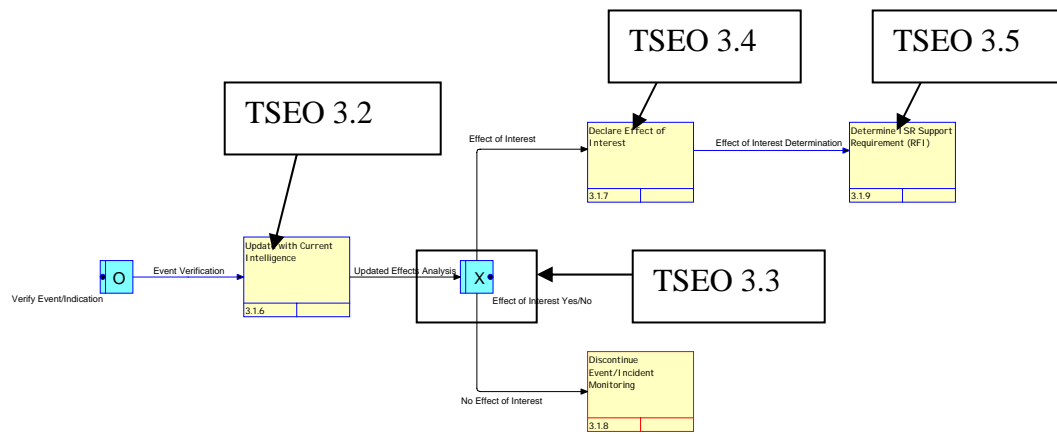 TSEO 3.4
TSEO 3.5
TSEO 3.2
Declare Effect of
Interest
3.1.7
Determine ISR Support
Requirement (RFI)
3.1.9
Effect of Interest
Effect of Interest Determination
Update with Current
Intelligence
3.1.6
O
Event Verification
Updated Effects Analysis
X
TSEO 3.3
Verify Event/Indication
Effect of Interest Yes/No
Discontinue
Event/Incident
Monitoring
3.1.8
No Effect of Interest